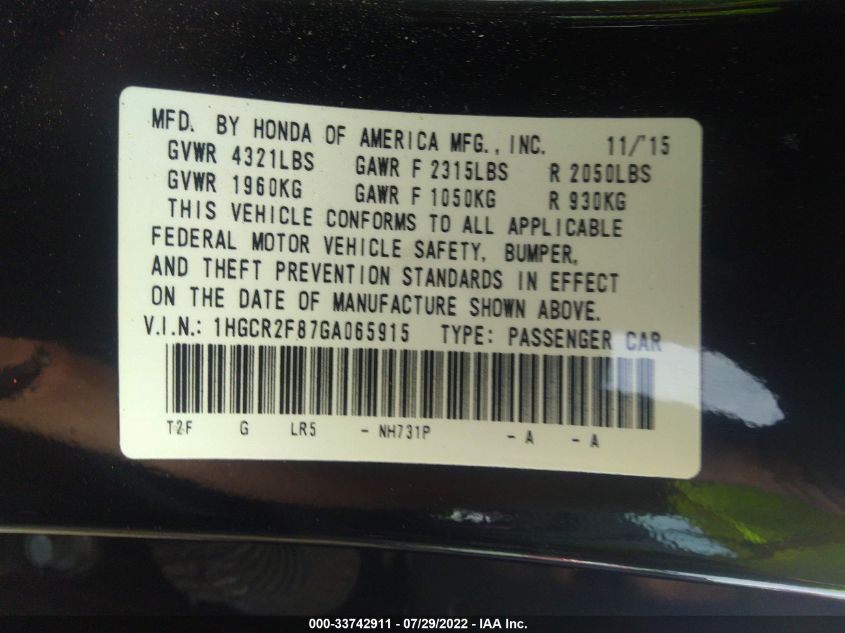 MFD. BY HONDA OF AMERICA MFG., INC. 11/'15
GVWR 4321LBS GAWR F 2315LBS R 2050LBS
GVWR 1960KG GAWR F 1050KG R 930KG
THIS VEHICLE CONFORMS TO ALL APPLICABLE
FEDERAL MOTOR VEHICLE SAFETY, BUMPER,
AND THEFT PREVENTION STANDARDS IN EFFECT
ON THE DATE OF MANUFACTURE SHOWN ABOVE.
V.I.N.: 1HGCR2F87GA065915 TYPE: PASSENGER CAR
T2F G LR5 - NH731P - A - A
000-33742911 - 07/29/2022 - IAA Inc.